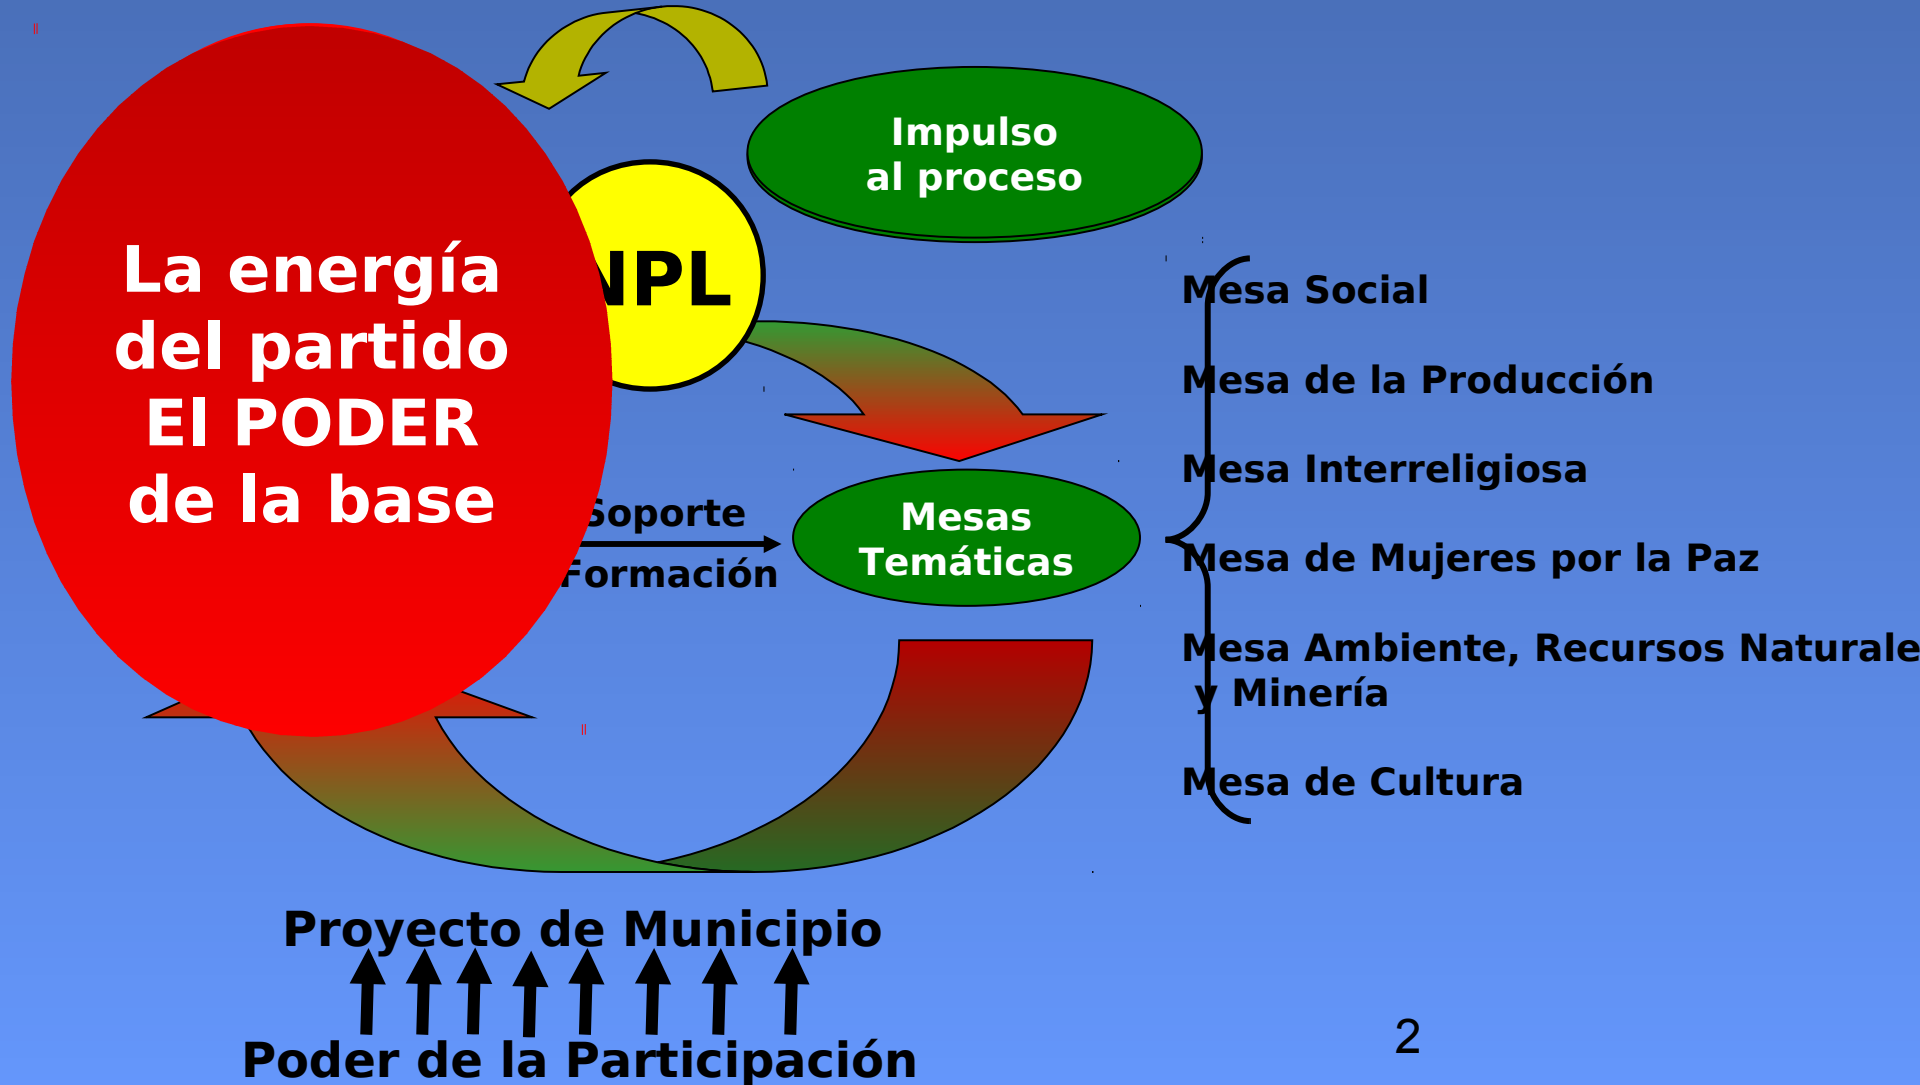 Impulso
al proceso
La energía
del partido
El PODER
de la base
NPL
Mesa Social
Mesa de la Producción
Mesa Interreligiosa
Soporte
Formación
Mesas
Temáticas
Mesa de Mujeres por la Paz
Mesa Ambiente, Recursos Naturale
y Minería
Mesa de Cultura
Proyecto de Municipio
Poder de la Participación
2